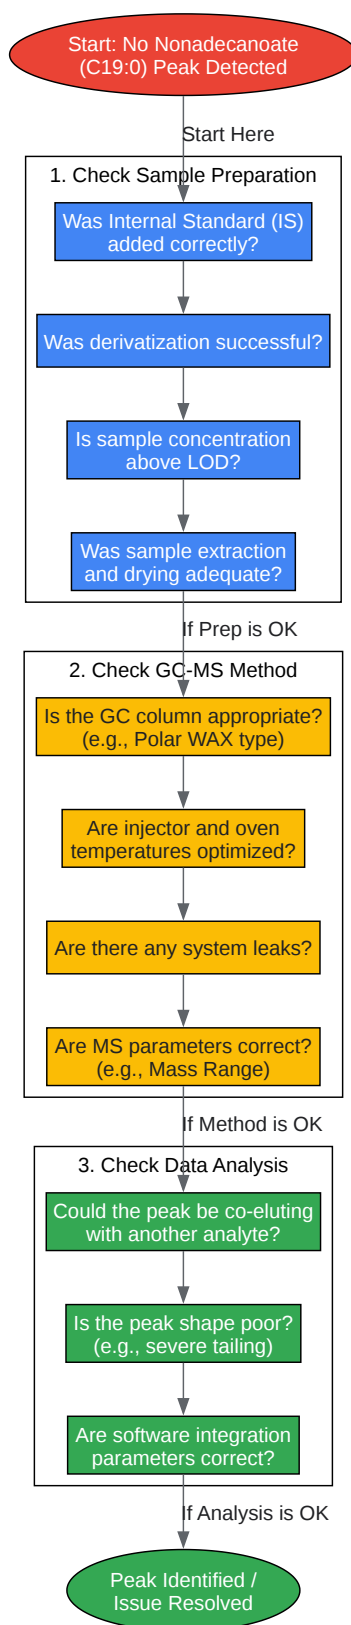 Start: No Nonadecanoate
(C19:0) Peak Detected
Start Here
1. Check Sample Preparation
Was Internal Standard (IS)
added correctly?
Was derivatization successful?
Is sample concentration
above LOD?
Was sample extraction
and drying adequate?
If Prep is OK
2. Check GC-MS Method
Is the GC column appropriate?
(e.g., Polar WAX type)
Are injector and oven
temperatures optimized?
Are there any system leaks?
Are MS parameters correct?
(e.g., Mass Range)
If Method is OK
3. Check Data Analysis
Could the peak be co-eluting
with another analyte?
Is the peak shape poor?
(e.g., severe tailing)
Are software integration
parameters correct?
If Analysis is OK
Peak Identified /
Issue Resolved